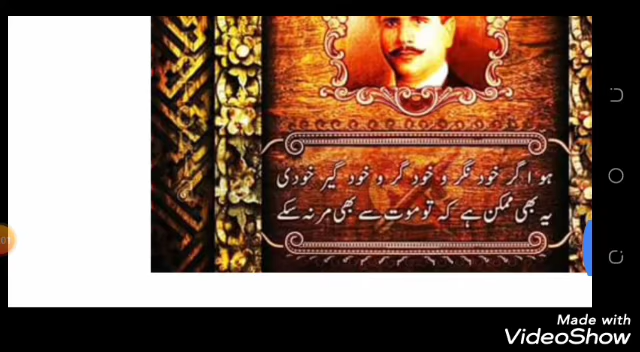 ہو اگر خود نگر و خود گر و خود گیر خودی
یہ بھی ممکن ہے کہ تو موت سے بھی مر نہ سکے
Made with
VideoShow